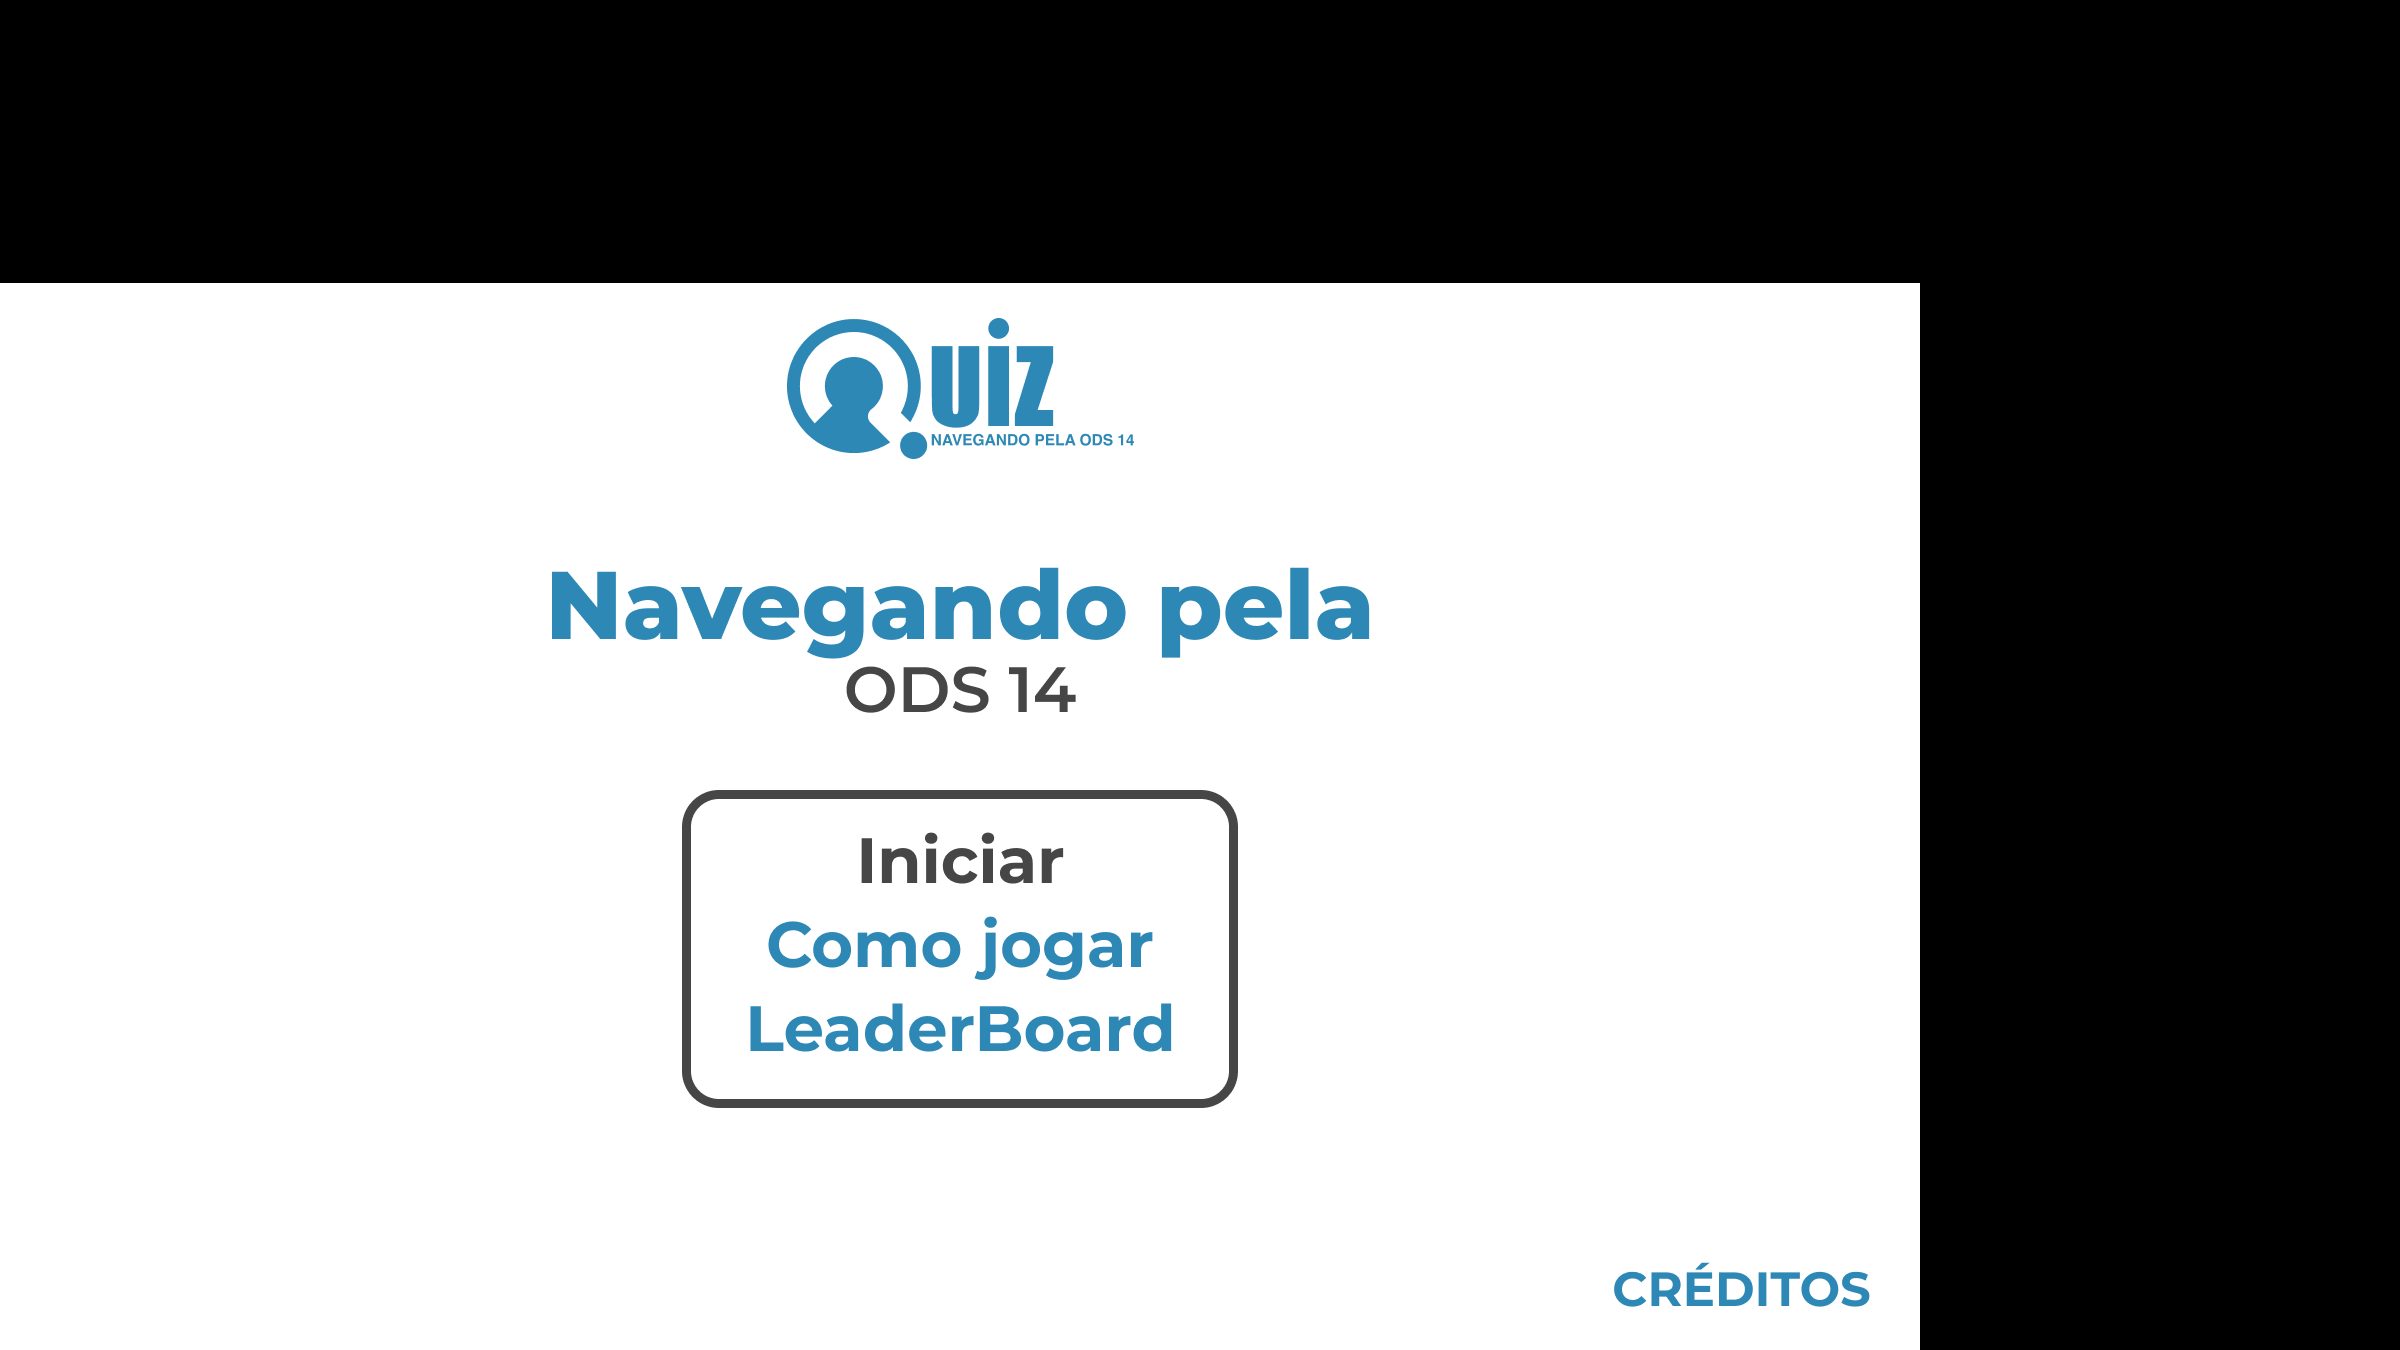 Quiz
NAVEGANDO PELA ODS 14
Navegando pela
ODS 14
Iniciar
Como jogar
LeaderBoard
CRÉDITOS